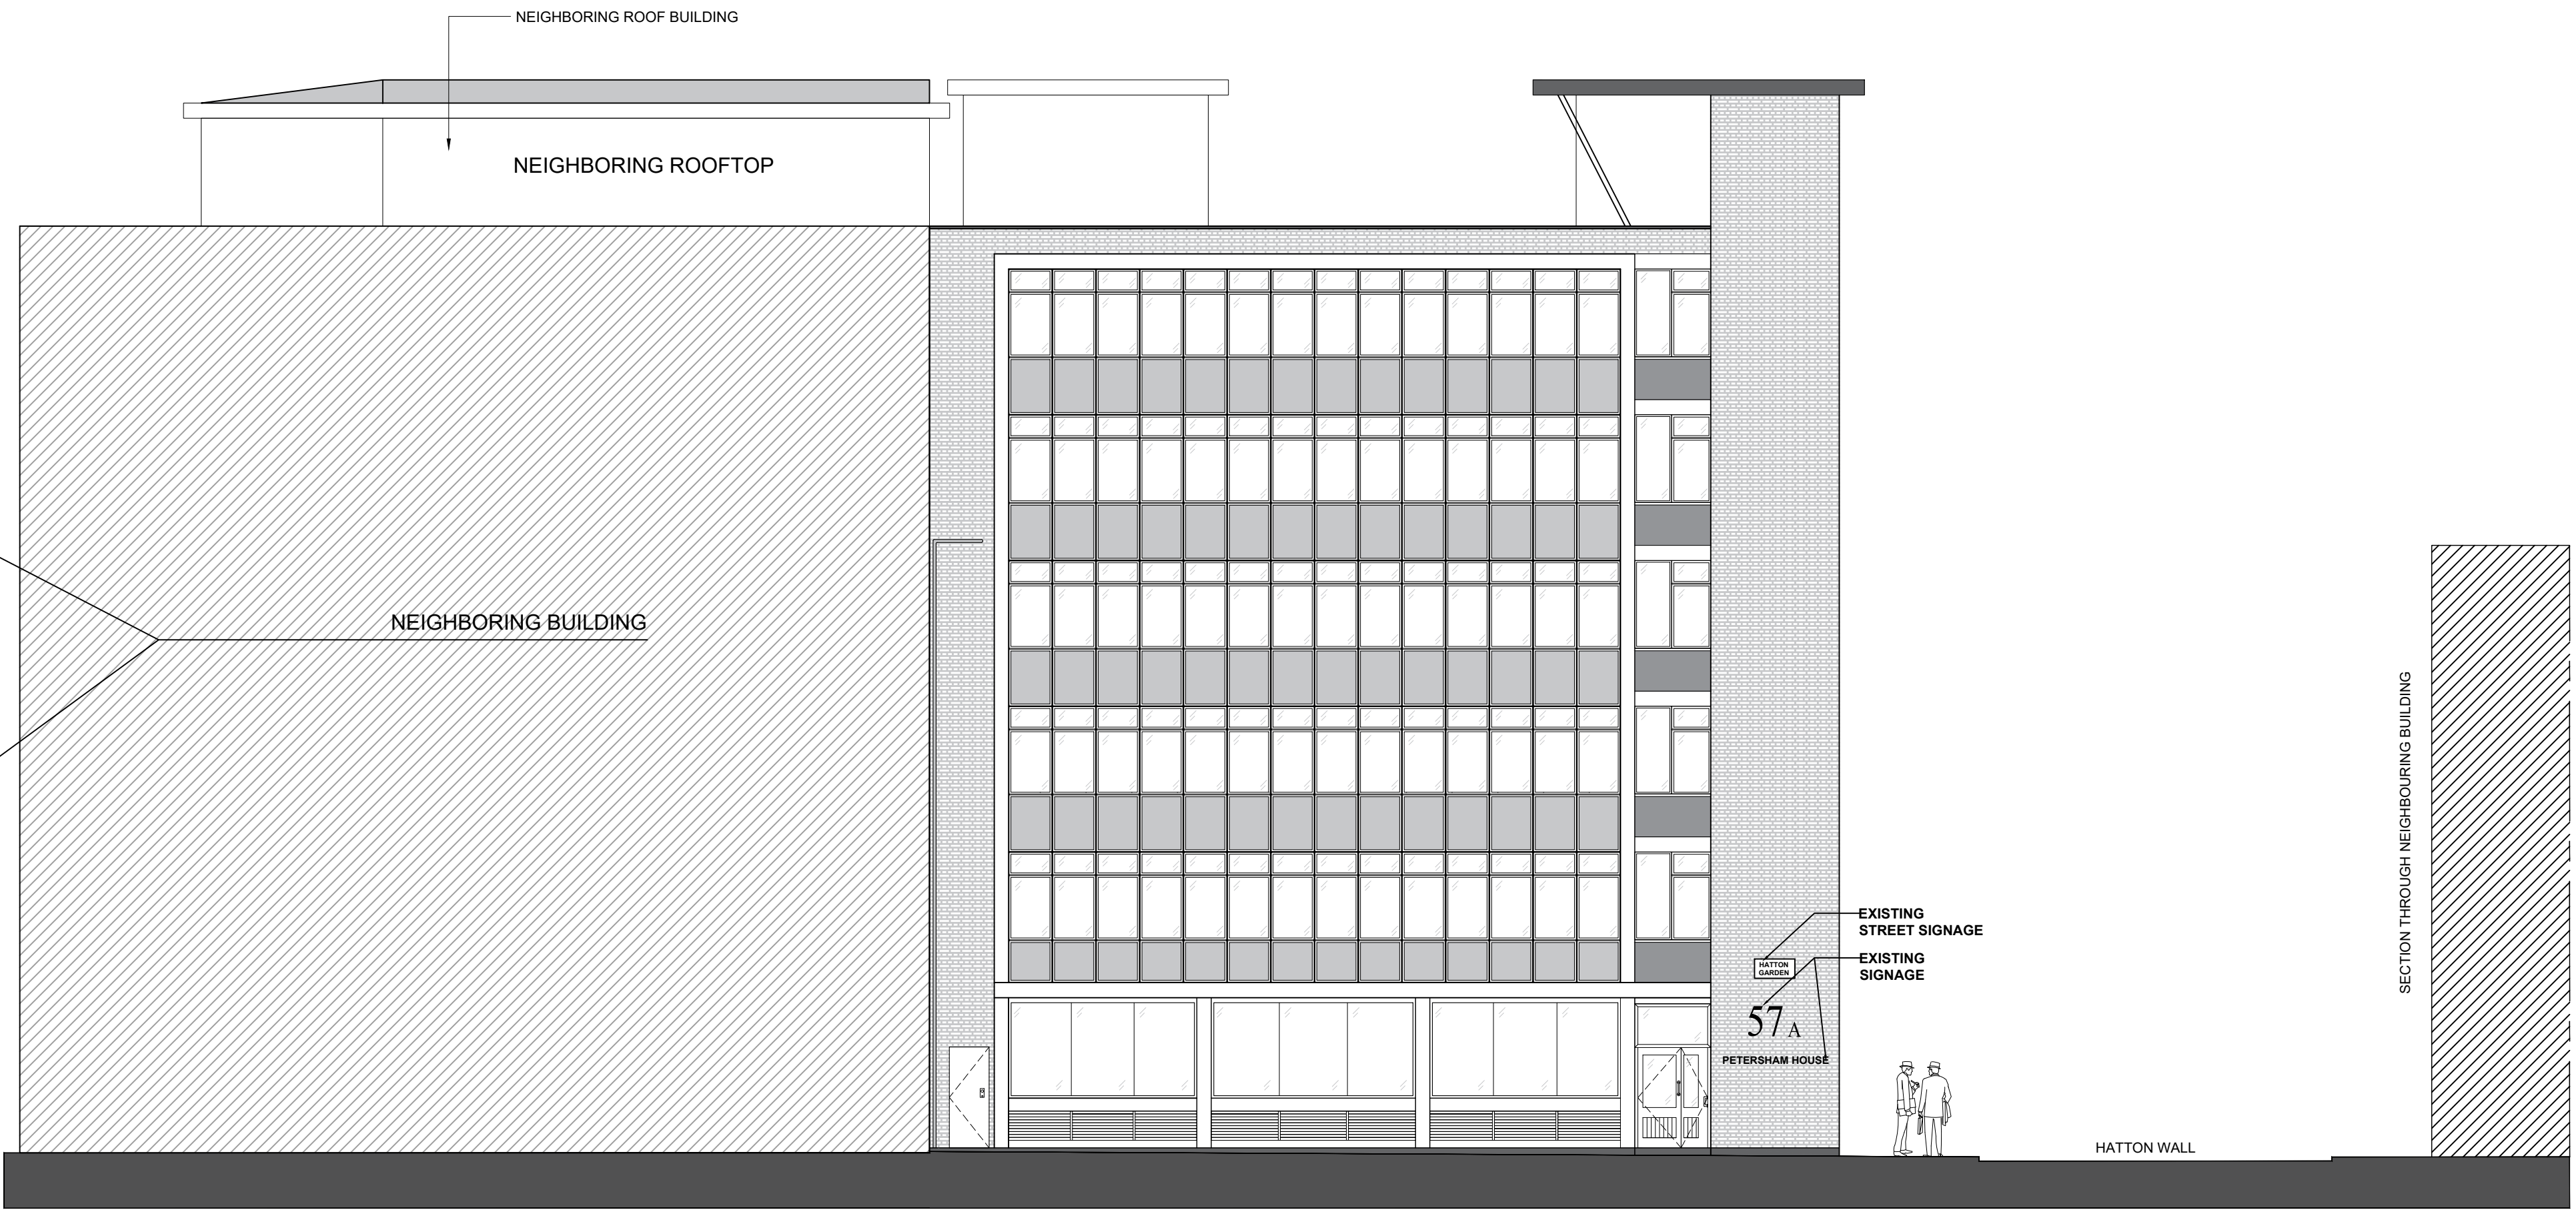 NEIGHBORING ROOF BUILDING
NEIGHBORING ROOFTOP
NEIGHBORING BUILDING
SECTION THROUGH NEIGHBOURING BUILDING
EXISTING
STREET SIGNAGE
HATTON
GARDEN
EXISTING
SIGNAGE
57 A
PETERSHAM HOUSE
HATTON WALL